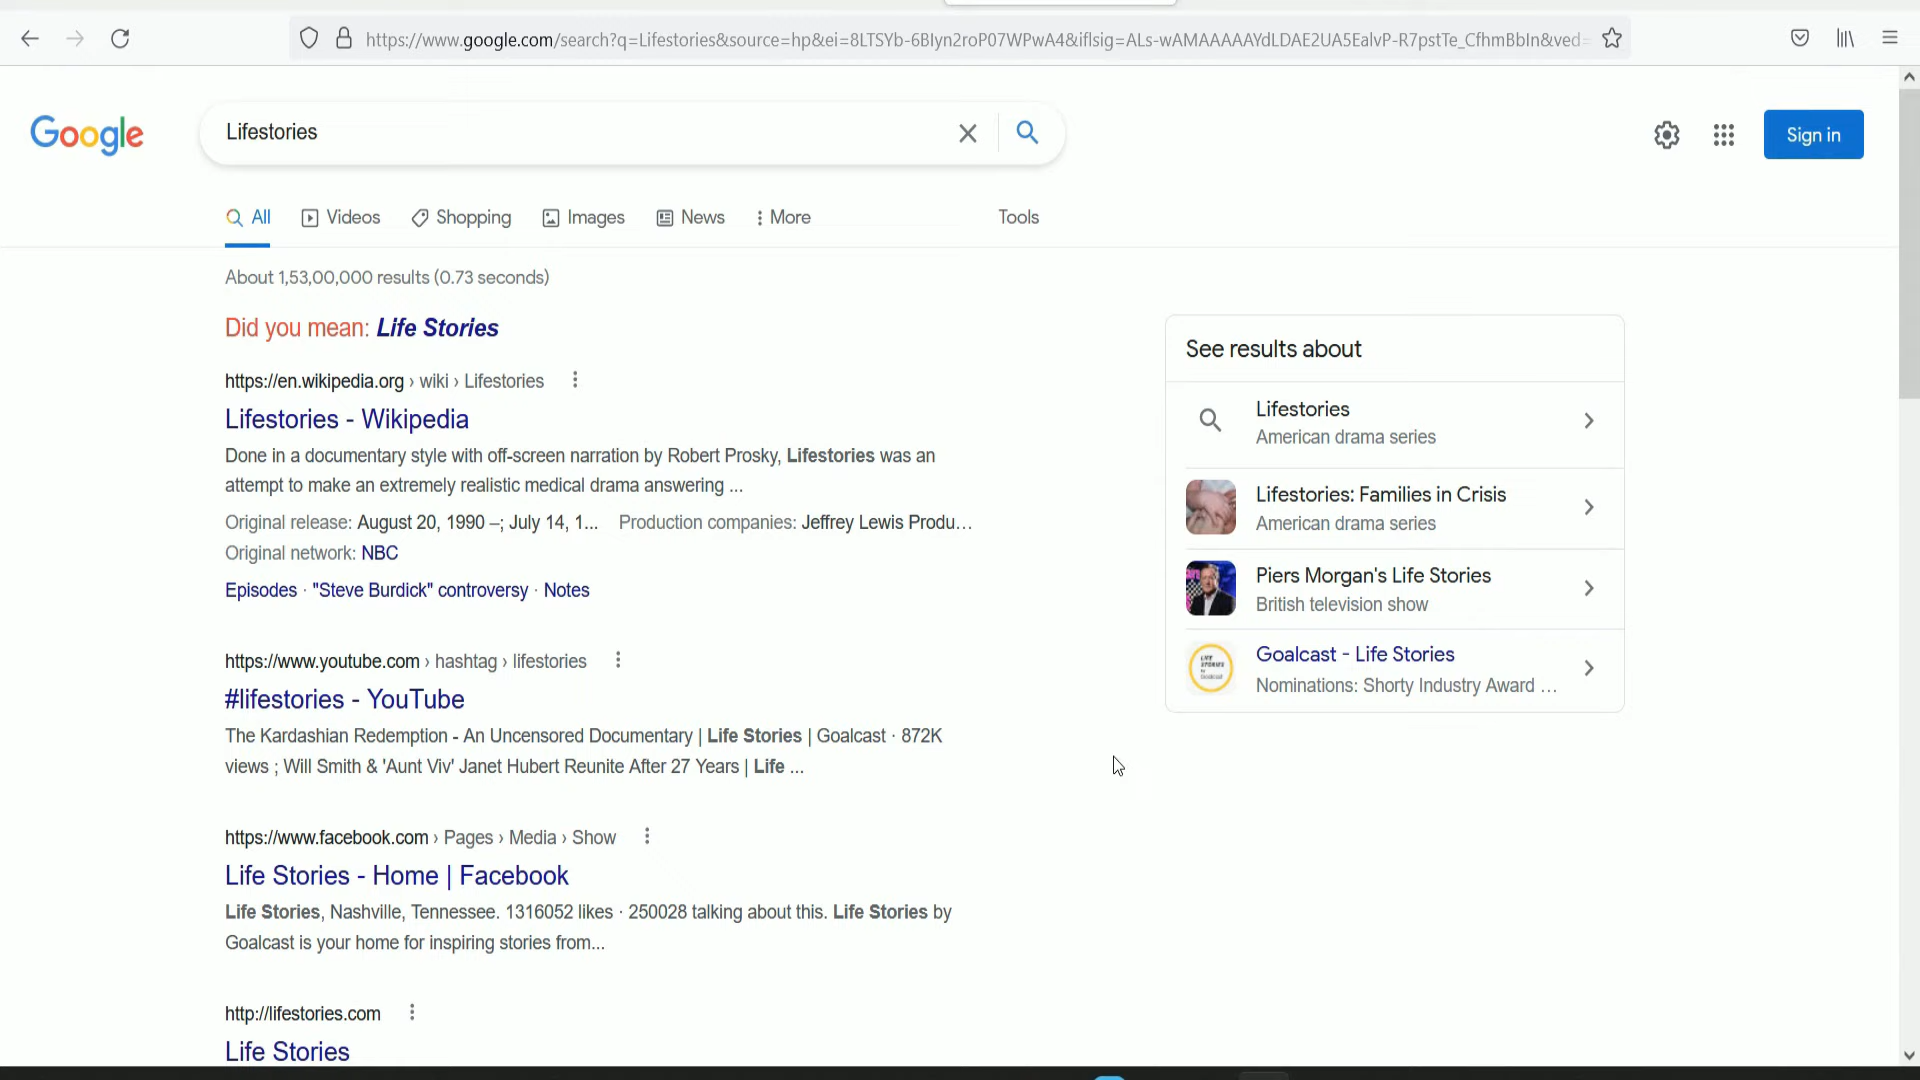 https://www.google.com/search?q=Lifestories&source=hp&ei=8LTSYb-6BIyn2roP07WPwA4&iflsig=ALs-wAMAAAAAYdLDAE2UA5EalvP-R7pstTe_CfhmBbIn&ved=
Google
Lifestories
Sign in
All
Videos
Shopping
Images
News
More
Tools
About 1,53,00,000 results (0.73 seconds)
Did you mean: Life Stories
https://en.wikipedia.org › wiki › Lifestories
Lifestories - Wikipedia
Done in a documentary style with off-screen narration by Robert Prosky, Lifestories was an
attempt to make an extremely realistic medical drama answering ...
Original release: August 20, 1990 –; July 14, 1... Production companies: Jeffrey Lewis Produ…
Original network: NBC
Episodes · "Steve Burdick" controversy · Notes
https://www.youtube.com › hashtag › lifestories
#lifestories - YouTube
The Kardashian Redemption - An Uncensored Documentary | Life Stories | Goalcast · 872K
views ; Will Smith & 'Aunt Viv' Janet Hubert Reunite After 27 Years | Life ...
https://www.facebook.com › Pages › Media › Show
Life Stories - Home | Facebook
Life Stories, Nashville, Tennessee. 1316052 likes · 250028 talking about this. Life Stories by
Goalcast is your home for inspiring stories from...
http://lifestories.com
Life Stories
See results about
Lifestories
American drama series
Lifestories: Families in Crisis
American drama series
Piers Morgan's Life Stories
British television show
LIFE
STORIES
by
Goalcast
Goalcast - Life Stories
Nominations: Shorty Industry Award …